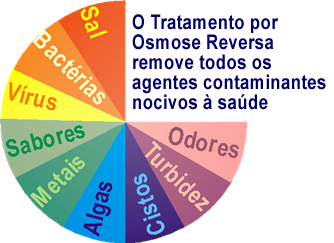 O Tratamento por
Osmose Reversa
remove todos os
agentes contaminantes
nocivos à saúde
Sal
Bactérias
Vírus
Sabores
Metais
Algas
Cistos
Turbidez
Odores